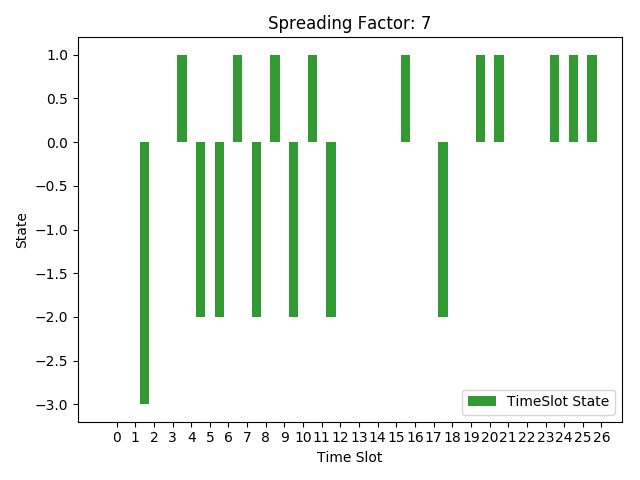 Spreading Factor: 7
1.0
0.5
0.0
−0.5
−1.0
−1.5
−2.0
−2.5
−3.0
State
TimeSlot State
0 1 2 3 4 5 6 7 8 9 10 11 12 13 14 15 16 17 18 19 20 21 22 23 24 25 26
Time Slot